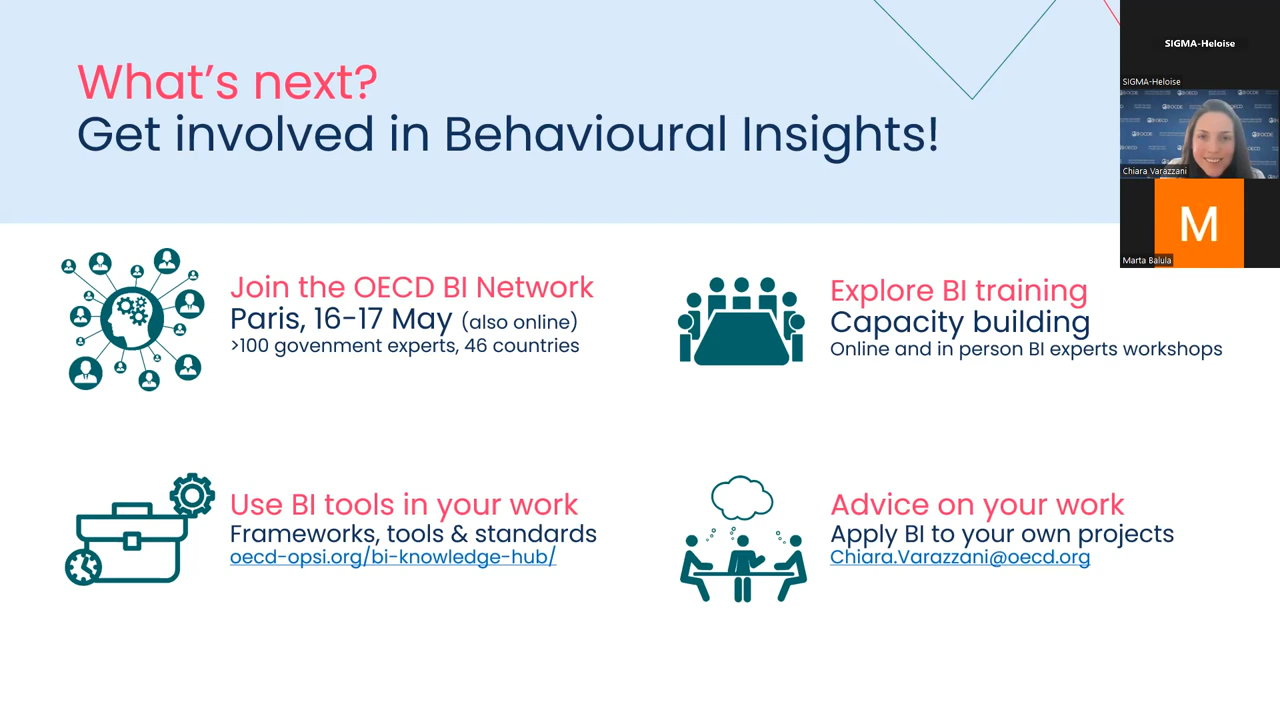 What's next?
Get involved in Behavioural Insights!
SIGMA-Heloise
SIGMA-Heloise
Chiara Varazzani
M
Marta Balula
Join the OECD BI Network
Paris, 16-17 May (also online)
>100 govenment experts, 46 countries
Explore BI training
Capacity building
Online and in person BI experts workshops
Use BI tools in your work
Frameworks, tools & standards
oecd-opsi.org/bi-knowledge-hub/
Advice on your work
Apply BI to your own projects
Chiara.Varazzani@oecd.org